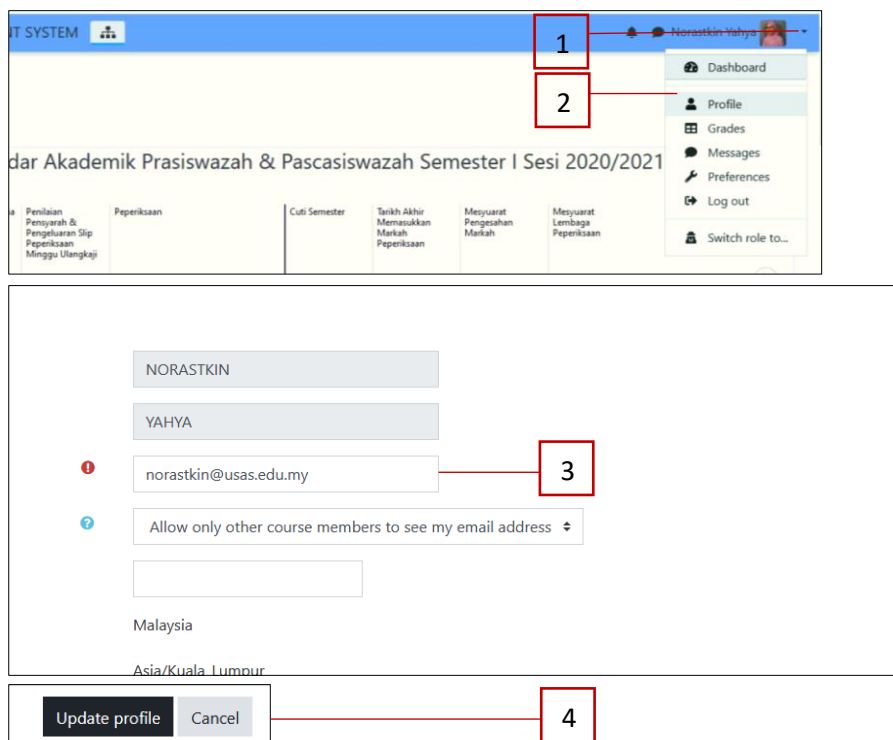 NT SYSTEM
1
Norastkin Yahya
Dashboard
2
Profile
Grades
Messages
Preferences
Log out
Switch role to...
dar Akademik Prasiswazah & Pascasiswazah Semester I Sesi 2020/2021
Penilaian
Pensyarah &
Pengeluaran Slip
Peperiksaan
Minggu Ulangkaji
Peperiksaan
Cuti Semester
Tarikh Akhir
Memasukkan
Markah
Peperiksaan
Mesyuarat
Pengesahan
Markah
Mesyuarat
Lembaga
Peperiksaan
NORASTKIN
YAHYA
norastkin@usas.edu.my
3
Allow only other course members to see my email address
Malaysia
Asia/Kuala_Lumpur
Update profile
Cancel
4